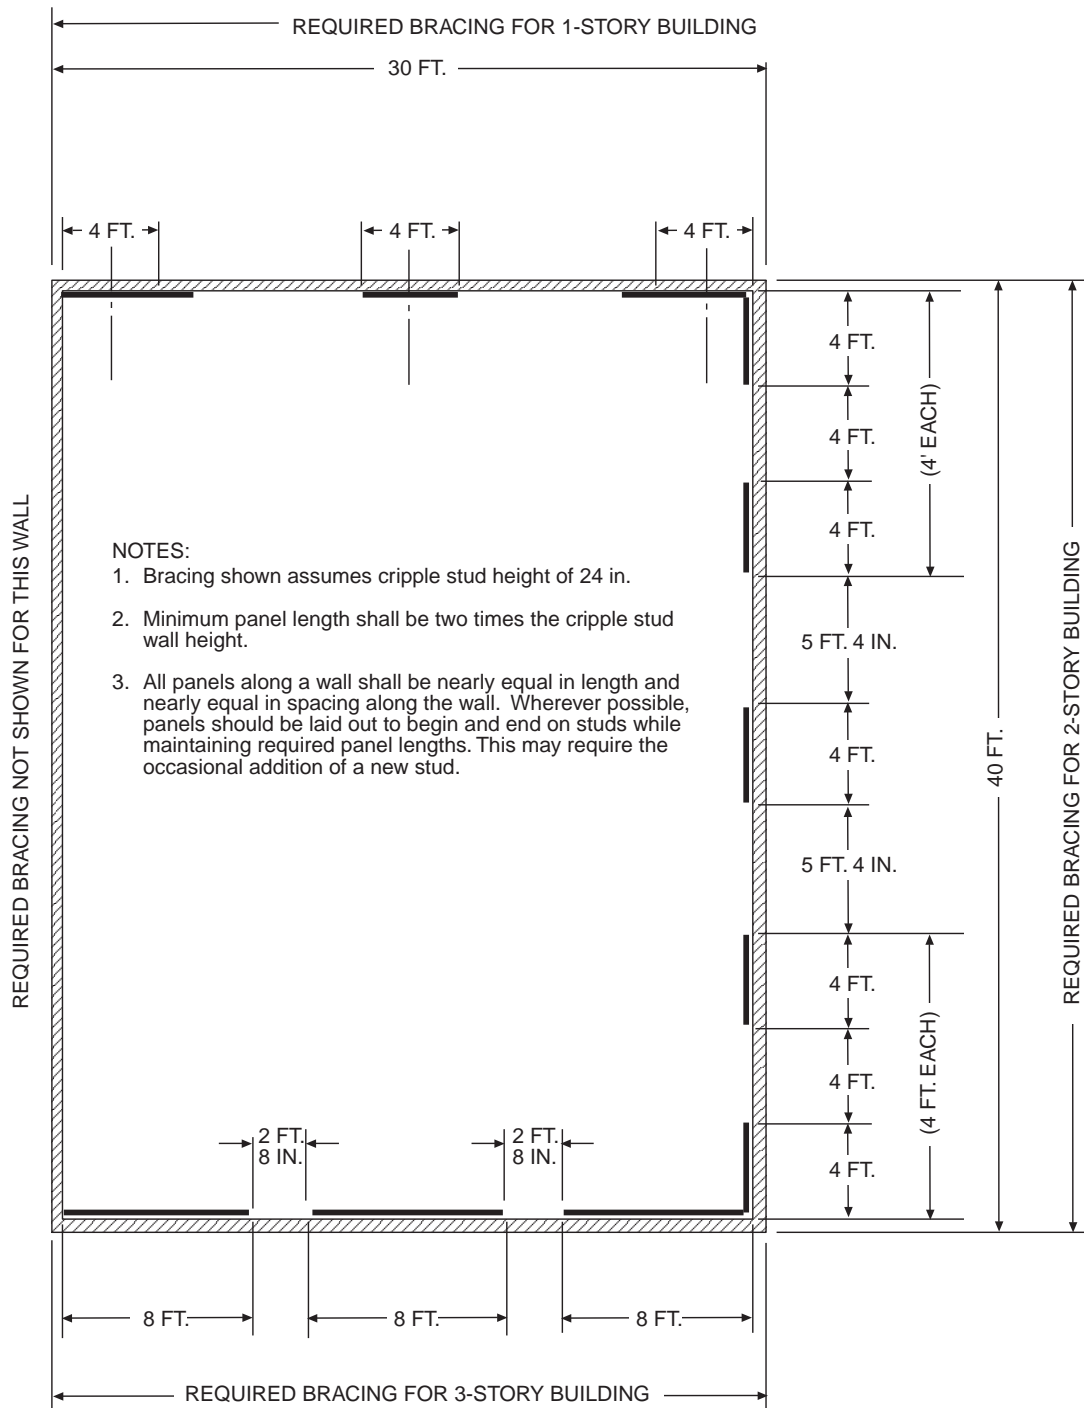 REQUIRED BRACING FOR 1-STORY BUILDING
30 FT.
4 FT.
4 FT.
4 FT.
4 FT.
4 FT.
4 FT.
(4' EACH)
5 FT. 4 IN.
4 FT.
5 FT. 4 IN.
4 FT.
4 FT.
4 FT.
(4 FT. EACH)
40 FT.
REQUIRED BRACING FOR 2-STORY BUILDING
REQUIRED BRACING NOT SHOWN FOR THIS WALL
NOTES:
1. Bracing shown assumes cripple stud height of 24 in.
2. Minimum panel length shall be two times the cripple stud
wall height.
3. All panels along a wall shall be nearly equal in length and
nearly equal in spacing along the wall. Wherever possible,
panels should be laid out to begin and end on studs while
maintaining required panel lengths. This may require the
occasional addition of a new stud.
2 FT.
8 IN.
2 FT.
8 IN.
8 FT.
8 FT.
8 FT.
REQUIRED BRACING FOR 3-STORY BUILDING